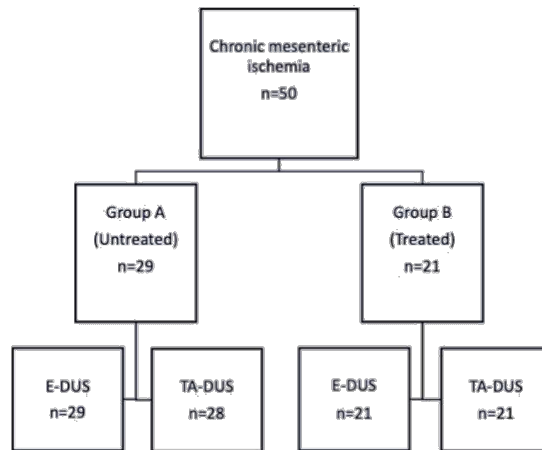 Chronic mesenteric
ischemia
n=50
Group A
(Untreated)
n=29
Group B
(Treated)
n=21
E-DUS
n=29
TA-DUS
n=28
E-DUS
n=21
TA-DUS
n=21